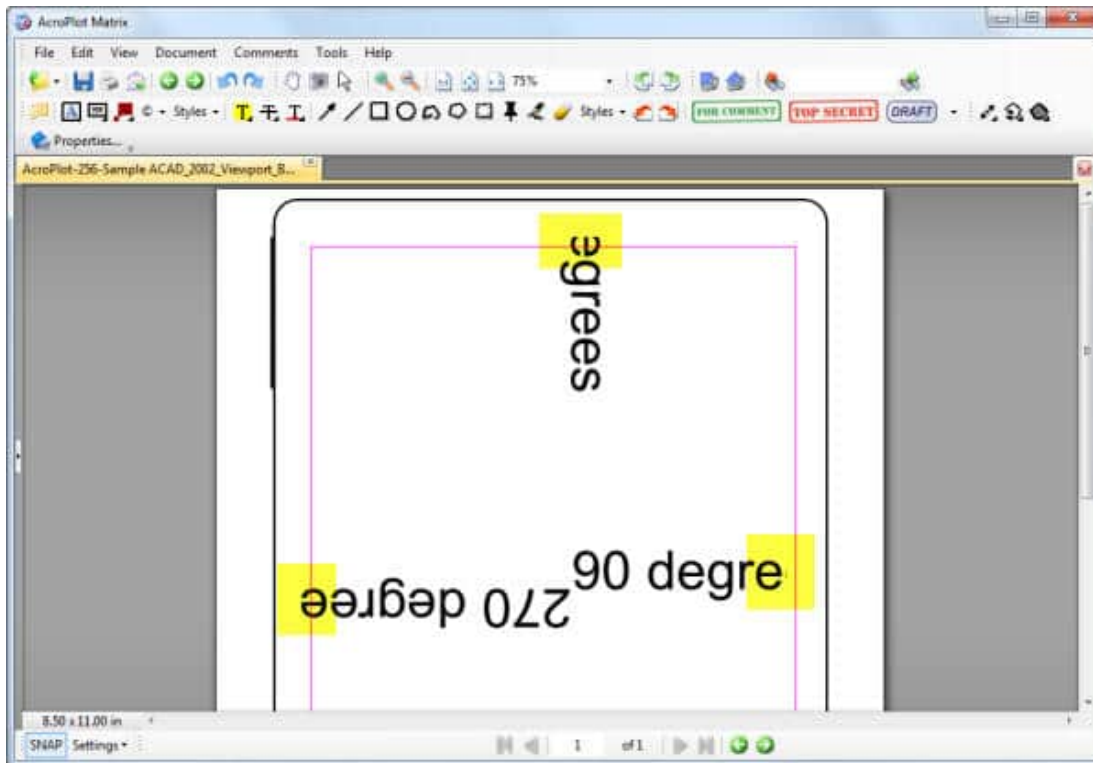 AcroPlot Matrix
File Edit View Document Comments Tools Help
75%
Styles T T T Styles FOR COMMENT TOP SECRET DRAFT
Properties...
AcroPlot-256-Sample ACAD_2002_Viewport_B...
egrees
90 degre
270 degree
8.50 x 11.00 in
SNAP Settings 1 of 1